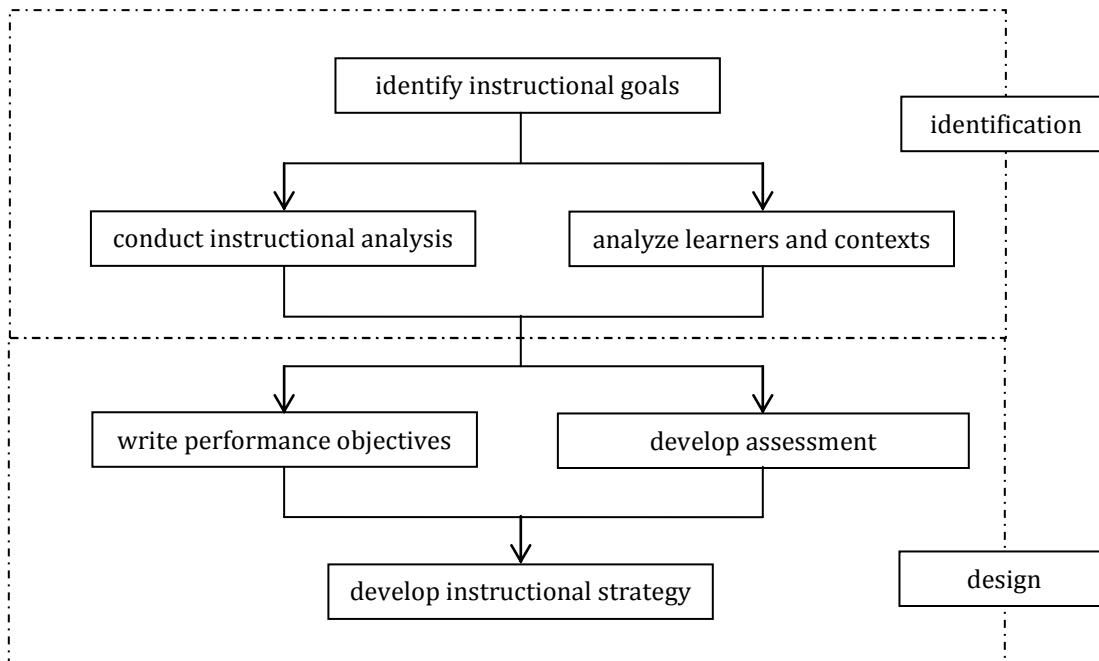 identify instructional goals
identification
conduct instructional analysis
analyze learners and contexts
write performance objectives
develop assessment
develop instructional strategy
design